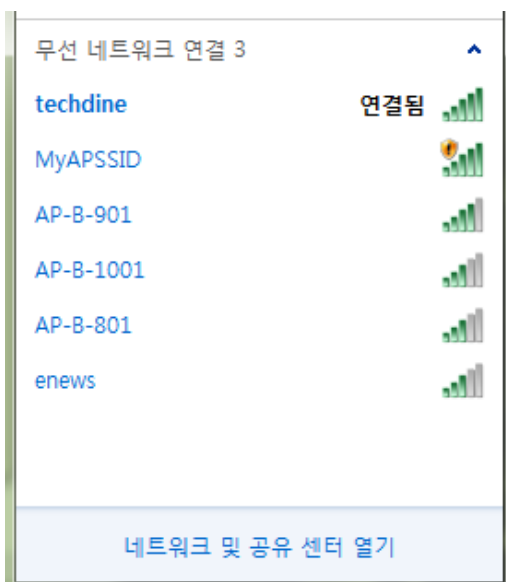 무선 네트워크 연결 3
techdine 연결됨
MyAPSSID
AP-B-901
AP-B-1001
AP-B-801
enews
네트워크 및 공유 센터 열기